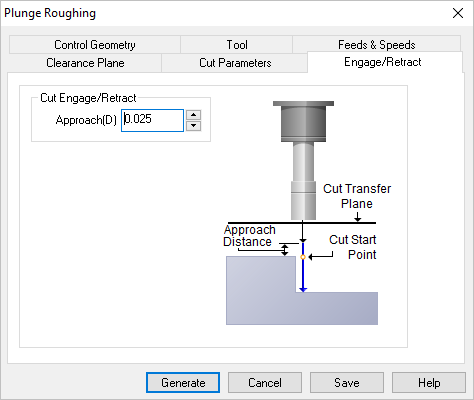 Plunge Roughing
Control Geometry
Tool
Feeds & Speeds
Clearance Plane
Cut Parameters
Engage/Retract
Cut Engage/Retract
Approach(D)
0.025
Cut Transfer
Plane
Approach
Distance
Cut Start
Point
Generate
Cancel
Save
Help